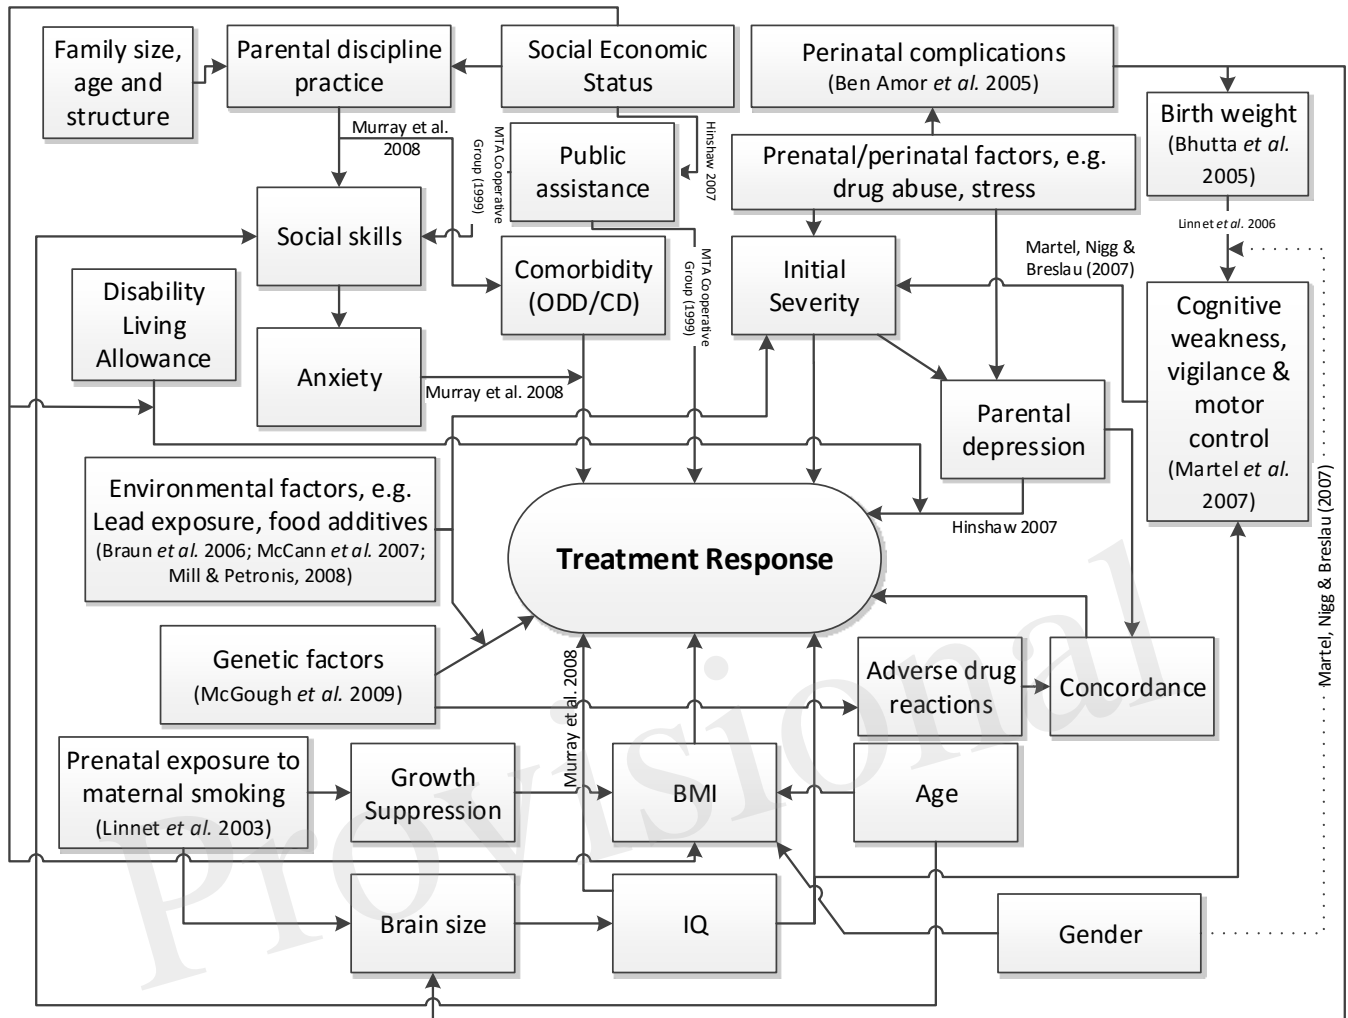 Family size,
age and
structure
Parental discipline
practice
Social Economic
Status
Perinatal complications
(Ben Amor et al. 2005)
Birth weight
(Bhutta et al.
2005)
Murray et al.
2008
MTA Cooperative
Group (1999)
Public
assistance
Hinshaw 2007
Prenatal/perinatal factors, e.g.
drug abuse, stress
Linnet et al. 2006
Social skills
Comorbidity
(ODD/CD)
MTA Cooperative
Group (1999)
Initial
Severity
Martel, Nigg &
Breslau (2007)
Disability
Living
Allowance
Anxiety
Murray et al. 2008
Cognitive
weakness,
vigilance &
motor
control
(Martel et al.
2007)
Parental
depression
Hinshaw 2007
Environmental factors, e.g.
Lead exposure, food additives
(Braun et al. 2006; McCann et al. 2007;
Mill & Petronis, 2008)
Treatment Response
Martel, Nigg & Breslau (2007)
Genetic factors
(McGough et al. 2009)
Murray et al. 2008
Adverse drug
reactions
Concordance
Prenatal exposure to
maternal smoking
(Linnet et al. 2003)
Growth
Suppression
BMI
Age
Brain size
IQ
Gender
Provisional